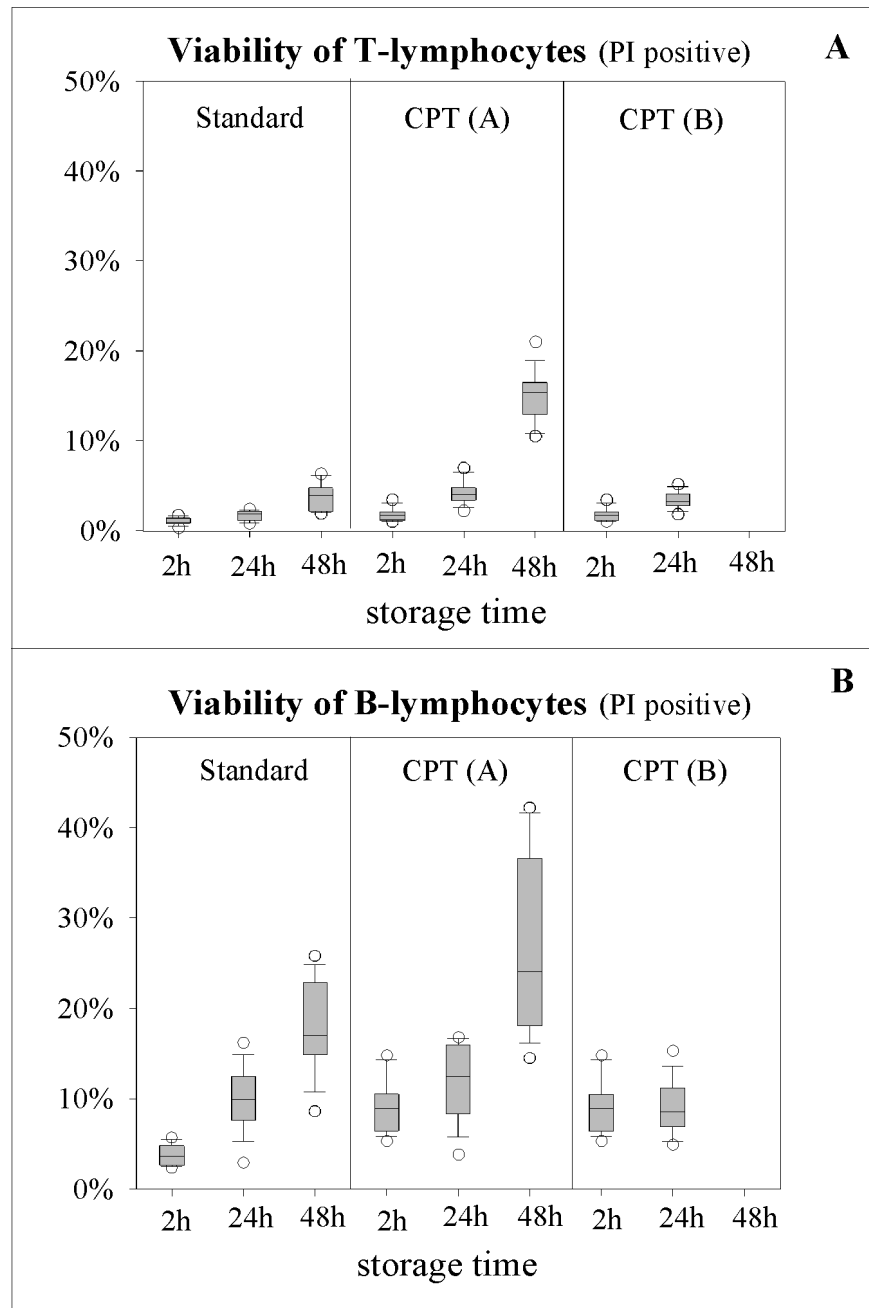 Viability of T-lymphocytes (PI positive) A
50%
Standard CPT (A) CPT (B)
40%
30%
20%
10%
0%
2h 24h 48h 2h 24h 48h 2h 24h 48h
storage time
B
Viability of B-lymphocytes (PI positive)
50%
Standard CPT (A) CPT (B)
40%
30%
20%
10%
0%
2h 24h 48h 2h 24h 48h 2h 24h 48h
storage time